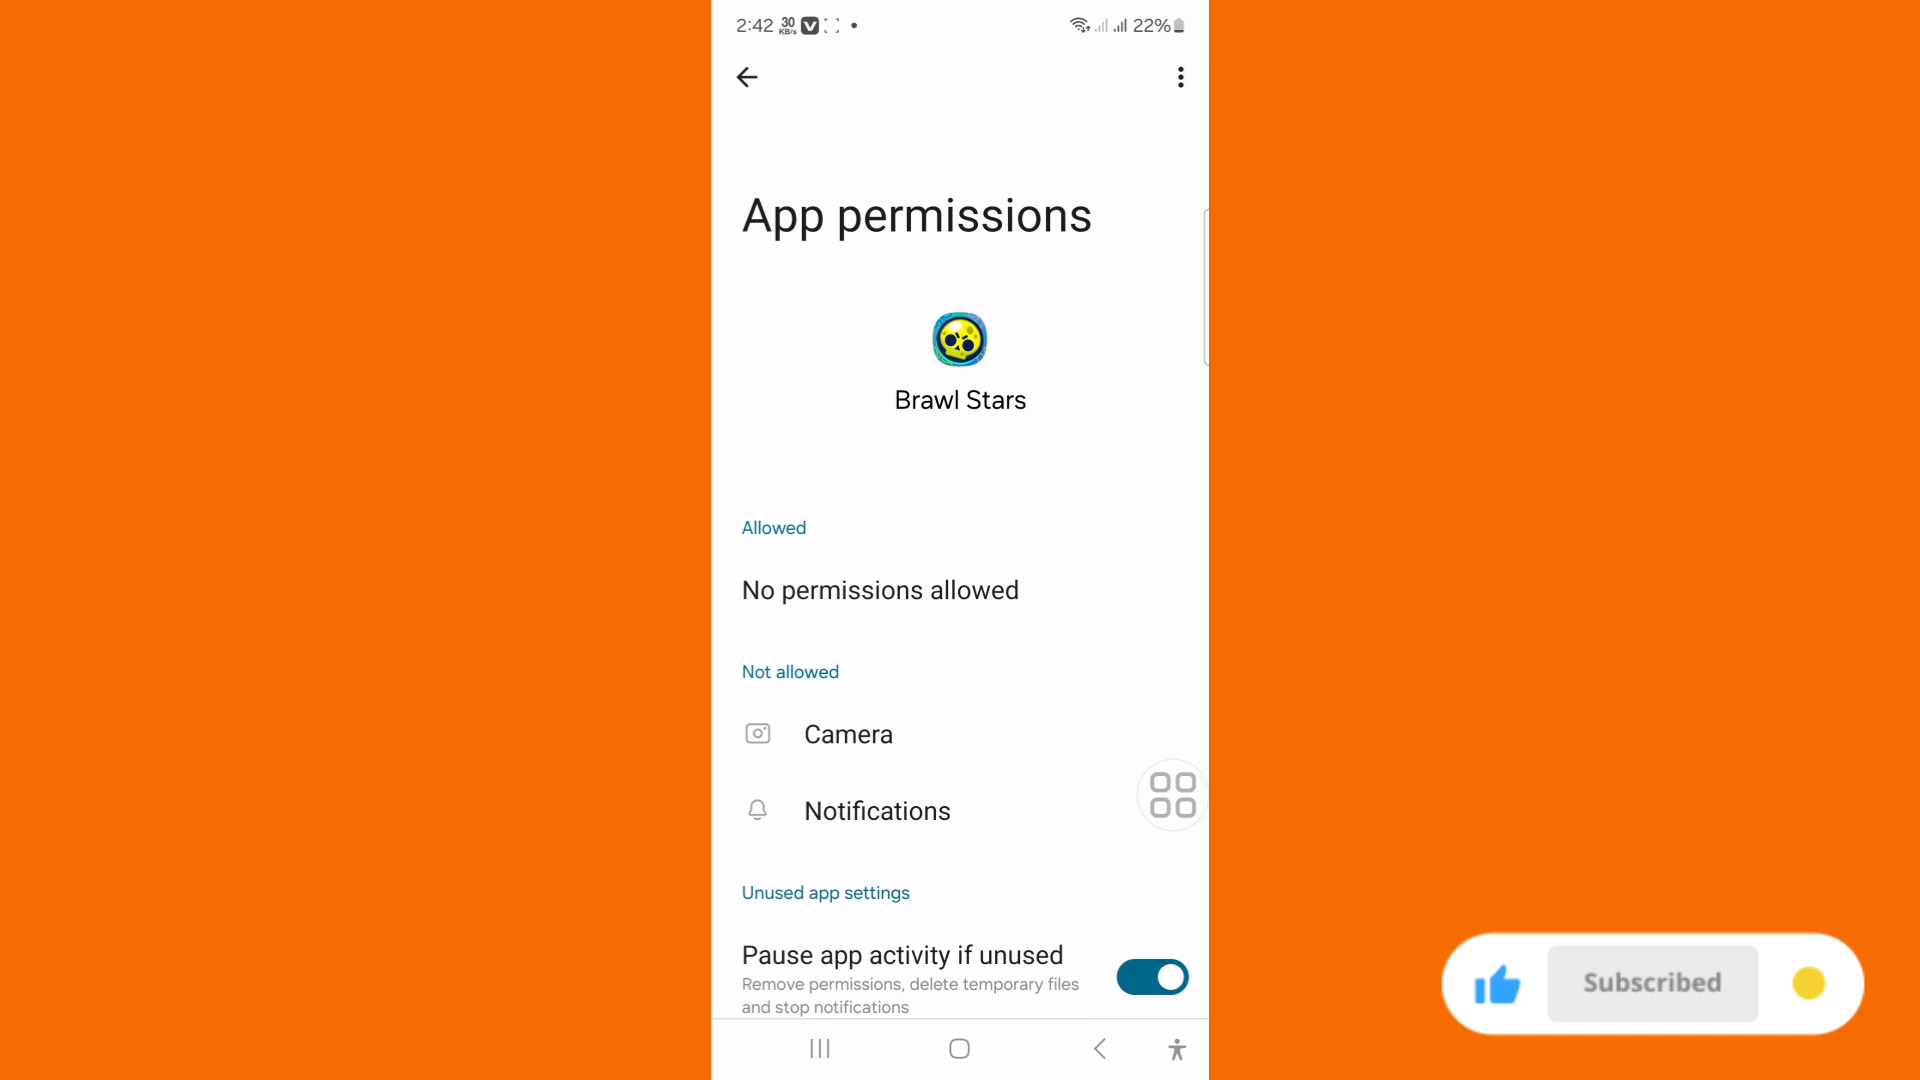 2:42 30 KB/s V 22%
App permissions
Brawl Stars
Allowed
No permissions allowed
Not allowed
Camera
Notifications
Unused app settings
Pause app activity if unused
Remove permissions, delete temporary files
and stop notifications
Subscribed